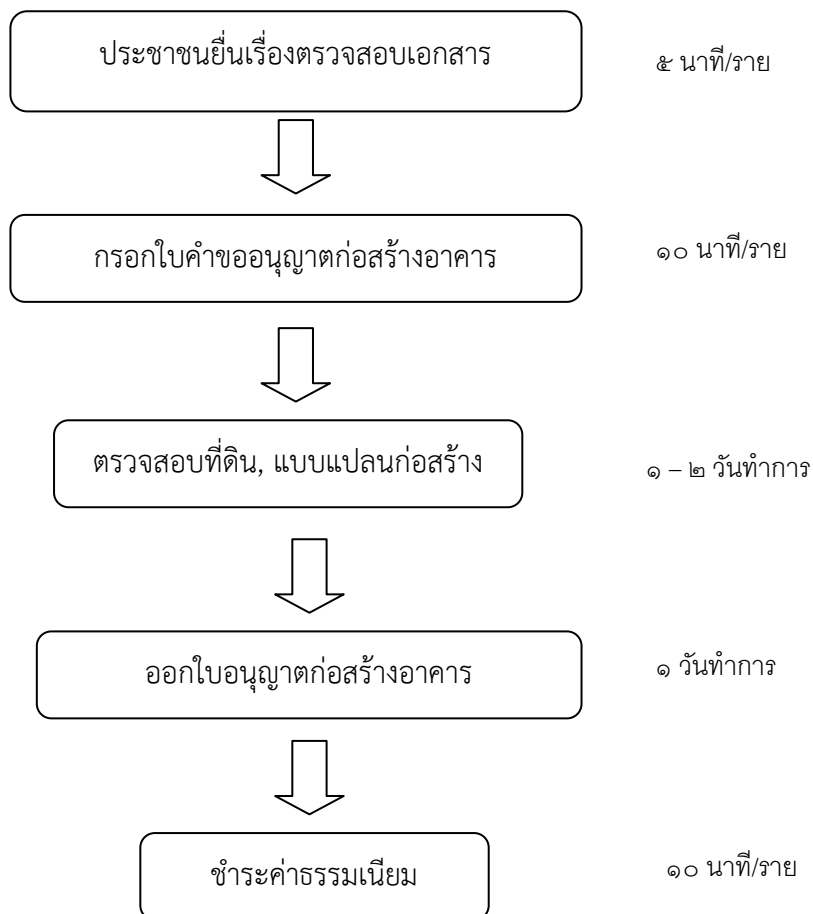 ประชาชนยื่นเรื่องตรวจสอบเอกสาร
๕ นาที/ราย
กรอกใบคำขออนุญาตก่อสร้างอาคาร
๑๐ นาที/ราย
ตรวจสอบที่ดิน, แบบแปลนก่อสร้าง
๑ – ๒ วันทำการ
ออกใบอนุญาตก่อสร้างอาคาร
๑ วันทำการ
ชำระค่าธรรมเนียม
๑๐ นาที/ราย